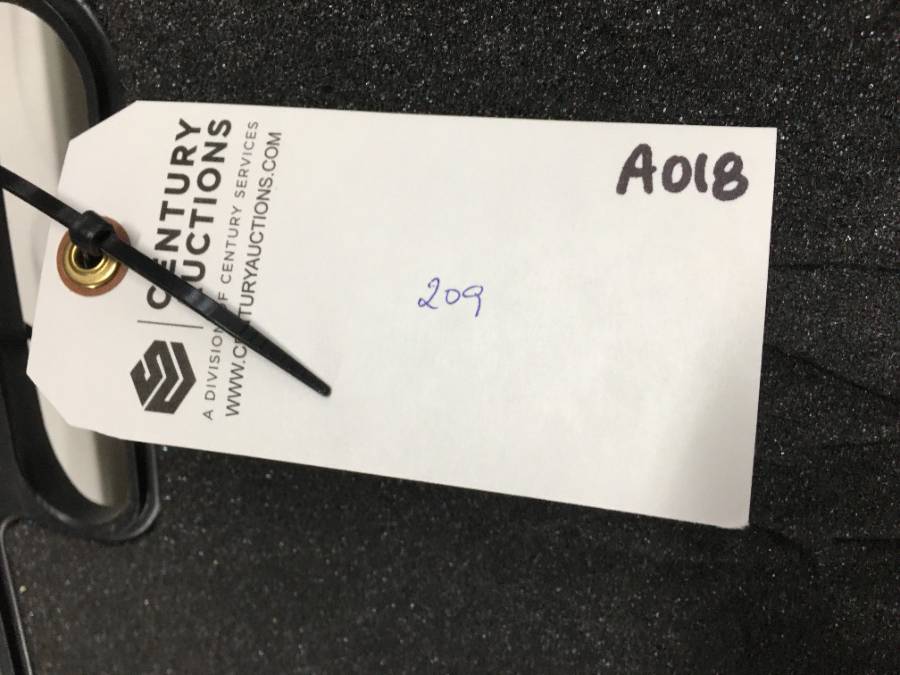 CENTURY
AUCTIONS
A DIVISION OF CENTURY SERVICES
WWW.CENTURYAUCTIONS.COM
209
A018